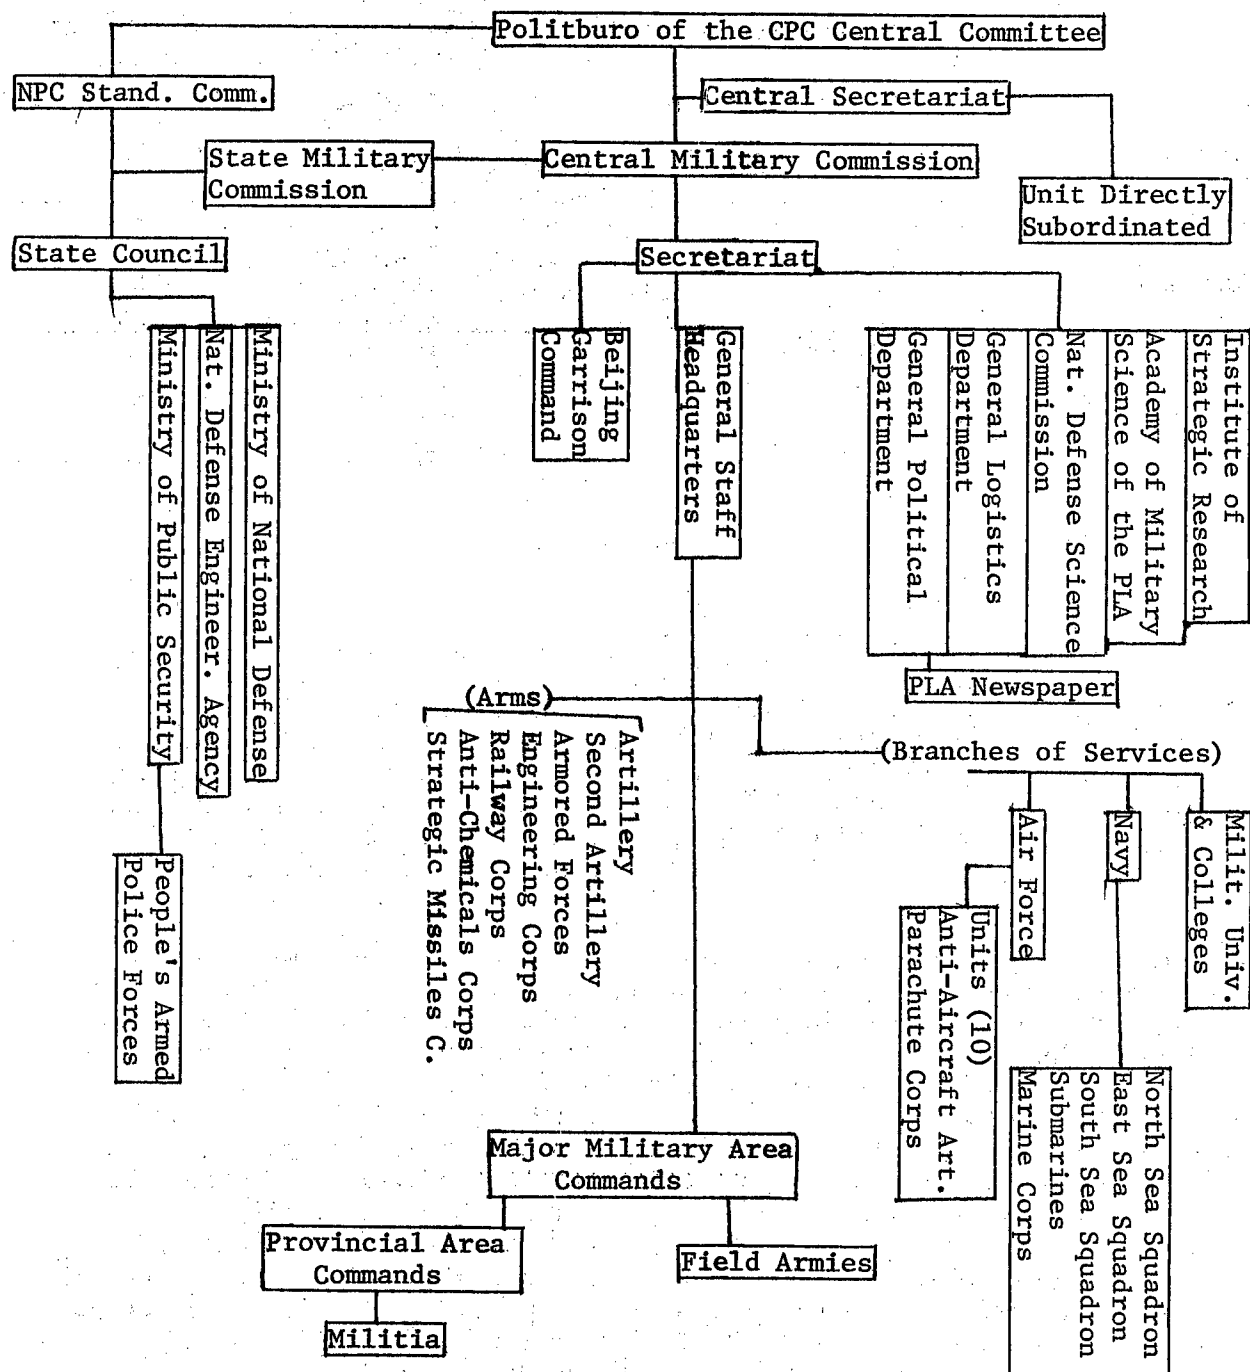 Politburo of the CPC Central Committee
NPC Stand. Comm.
Central Secretariat
State Military
Commission
Central Military Commission
Unit Directly
Subordinated
State Council
Secretariat
Ministry of National Defense
Nat. Defense Engineer. Agency
Ministry of Public Security
People's Armed
Police Forces
Beijing
Garrison
Command
General Staff
Headquarters
Institute of
Strategic Research
Academy of Military
Science of the PLA
Nat. Defense Science
Commission
General Logistics
Department
General Political
Department
PLA Newspaper
(Arms)
Artillery
Second Artillery
Armored Forces
Engineering Corps
Railway Corps
Anti-Chemicals Corps
Strategic Missiles C.
(Branches of Services)
Milit. Univ.
& Colleges
Navy
Air Force
Units (10)
Anti-Aircraft Art.
Parachute Corps
North Sea Squadron
East Sea Squadron
South Sea Squadron
Submarines
Marine Corps
Major Military Area
Commands
Provincial Area
Commands
Field Armies
Militia